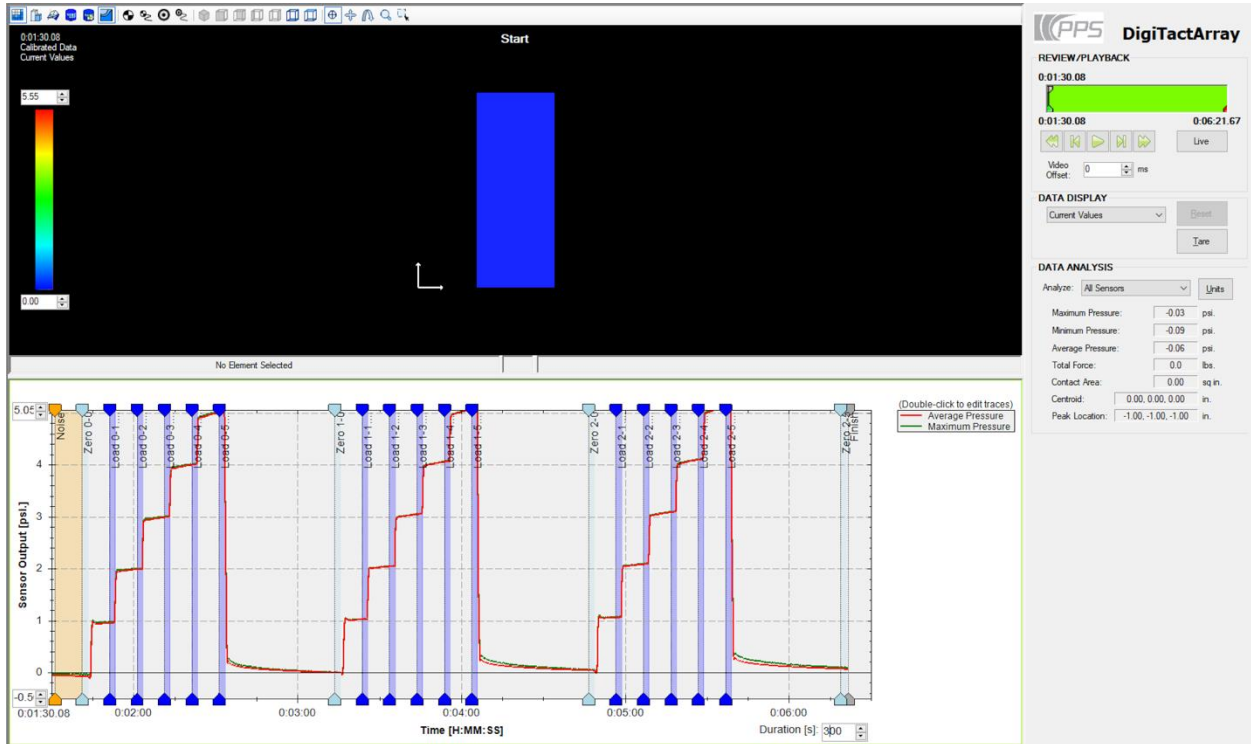 0:01:30.08
Calibrated Data
Current Values
Start
5.55
0.00
No Element Selected
PPS DigiTactArray
REVIEW/PLAYBACK
0:01:30.08
0:01:30.08 0:06:21.67
Live
Video Offset: 0 ms
DATA DISPLAY
Current Values Reset
Tare
DATA ANALYSIS
Analyze: All Sensors Units
Maximum Pressure: -0.03 psi.
Minimum Pressure: -0.09 psi.
Average Pressure: -0.06 psi.
Total Force: 0.0 lbs.
Contact Area: 0.00 sq in.
Centroid: 0.00, 0.00, 0.00 in.
Peak Location: -1.00, -1.00, -1.00 in.
(Double-click to edit traces)
Average Pressure
Maximum Pressure
Sensor Output [psi.]
5.05
4
3
2
1
0
-0.5
Noise
Zero 0-0
Load 0-1...
Load 0-2...
Load 0-3...
Load 0-4...
Load 0-5...
Zero 1-0
Load 1-1...
Load 1-2...
Load 1-3...
Load 1-4...
Load 1-5...
Zero 2-0
Load 2-1...
Load 2-2...
Load 2-3...
Load 2-4...
Load 2-5...
Finish
0:01:30.08 0:02:00 0:03:00 0:04:00 0:05:00 0:06:00
Time [H:MM:SS]
Duration [s]: 300